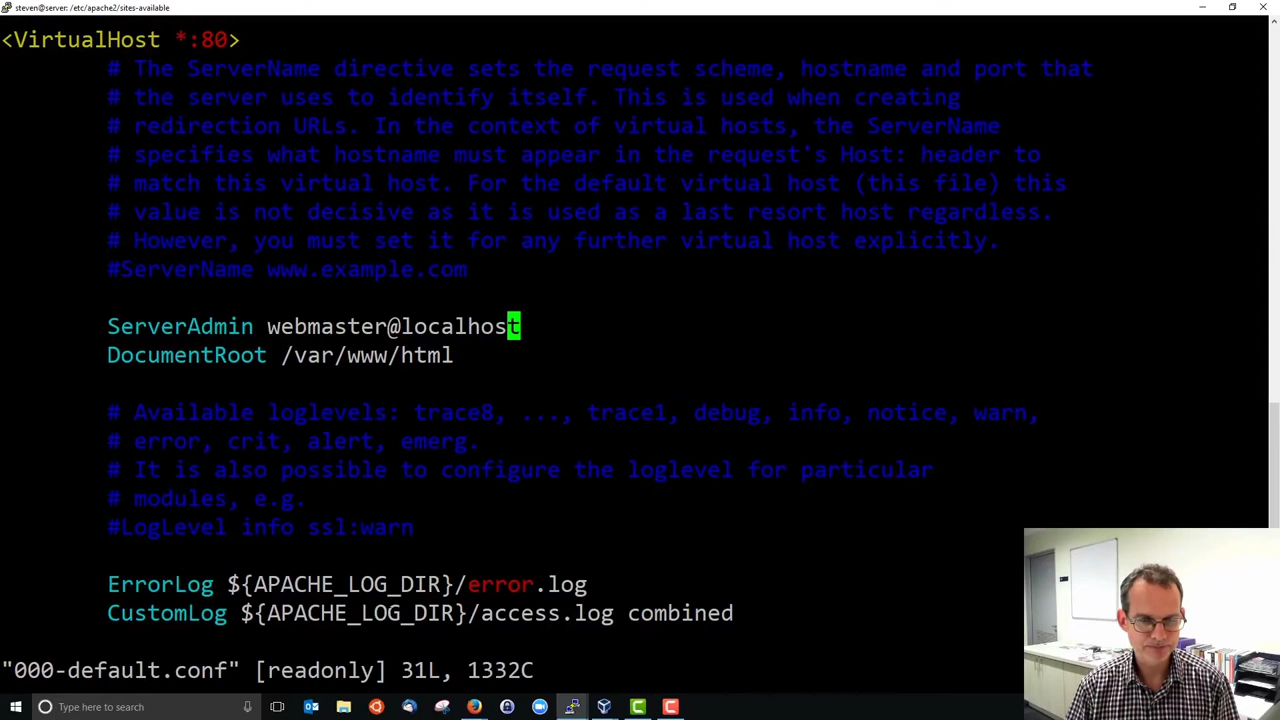 steven@server: /etc/apache2/sites-available
<VirtualHost *:80>
# The ServerName directive sets the request scheme, hostname and port that
# the server uses to identify itself. This is used when creating
# redirection URLs. In the context of virtual hosts, the ServerName
# specifies what hostname must appear in the request's Host: header to
# match this virtual host. For the default virtual host (this file) this
# value is not decisive as it is used as a last resort host regardless.
# However, you must set it for any further virtual host explicitly.
#ServerName www.example.com
ServerAdmin webmaster@localhost
DocumentRoot /var/www/html
# Available loglevels: trace8, ..., trace1, debug, info, notice, warn,
# error, crit, alert, emerg.
# It is also possible to configure the loglevel for particular
# modules, e.g.
#LogLevel info ssl:warn
ErrorLog ${APACHE_LOG_DIR}/error.log
CustomLog ${APACHE_LOG_DIR}/access.log combined
"000-default.conf" [readonly] 31L, 1332C
Type here to search